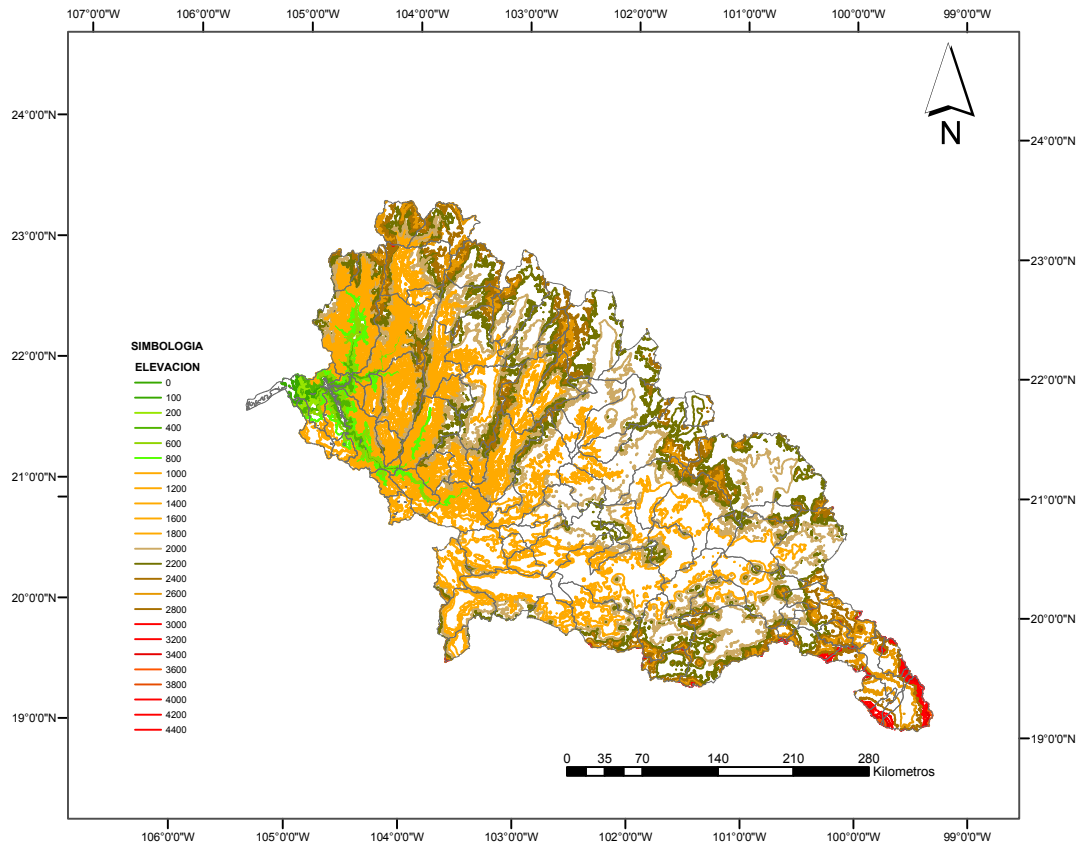 107°0'0"W 106°0'0"W 105°0'0"W 104°0'0"W 103°0'0"W 102°0'0"W 101°0'0"W 100°0'0"W 99°0'0"W
24°0'0"N
24°0'0"N
N
23°0'0"N
23°0'0"N
22°0'0"N
22°0'0"N
21°0'0"N
21°0'0"N
20°0'0"N
20°0'0"N
19°0'0"N
19°0'0"N
SIMBOLOGIA
ELEVACION
0
100
200
400
600
800
1000
1200
1400
1600
1800
2000
2200
2400
2600
2800
3000
3200
3400
3600
3800
4000
4200
4400
0 35 70 140 210 280
Kilometros
106°0'0"W 105°0'0"W 104°0'0"W 103°0'0"W 102°0'0"W 101°0'0"W 100°0'0"W 99°0'0"W